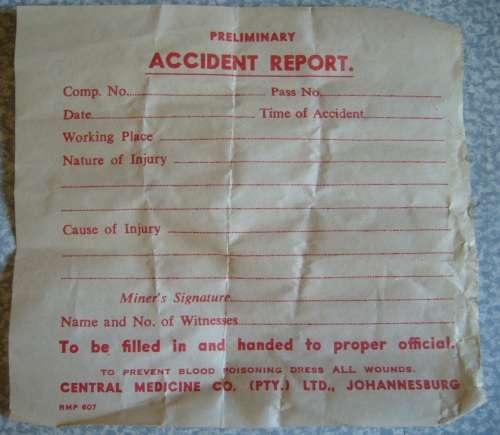 PRELIMINARY
ACCIDENT REPORT.
Comp. No. Pass No.
Date Time of Accident
Working Place
Nature of Injury
Cause of Injury
Miner's Signature
Name and No. of Witnesses
To be filled in and handed to proper official.
TO PREVENT BLOOD POISONING DRESS ALL WOUNDS.
CENTRAL MEDICINE CO. (PTY.) LTD., JOHANNESBURG
RMP 607